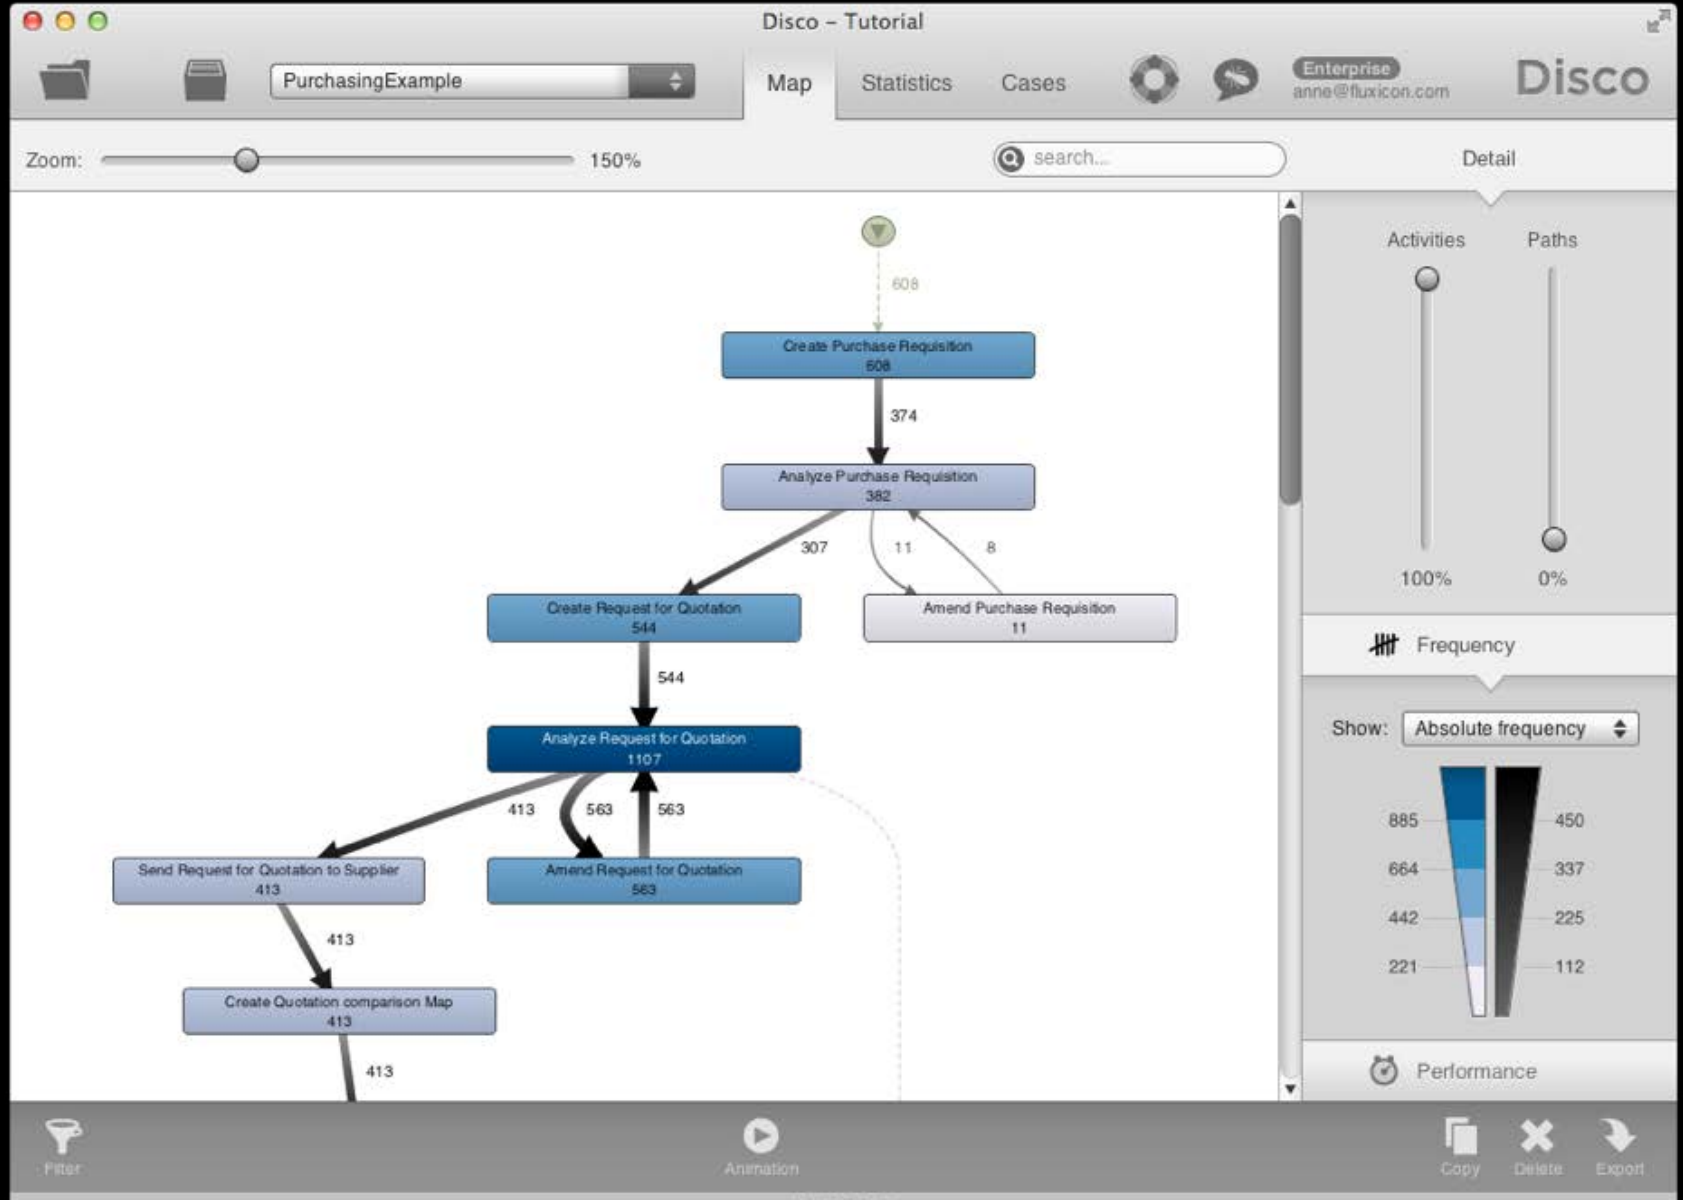 Disco – Tutorial
PurchasingExample
Map
Statistics
Cases
Enterprise
anne@fluxicon.com
Disco
Zoom:
150%
search...
Detail
608
Create Purchase Requisition
608
374
Analyze Purchase Requisition
382
307
11
8
Create Request for Quotation
544
Amend Purchase Requisition
11
544
Analyze Request for Quotation
1107
413
563
563
Send Request for Quotation to Supplier
413
Amend Request for Quotation
563
413
Create Quotation comparison Map
413
413
Activities
Paths
100%
0%
Frequency
Show:
Absolute frequency
885
450
664
337
442
225
221
112
Performance
Filter
Animation
Copy
Delete
Export